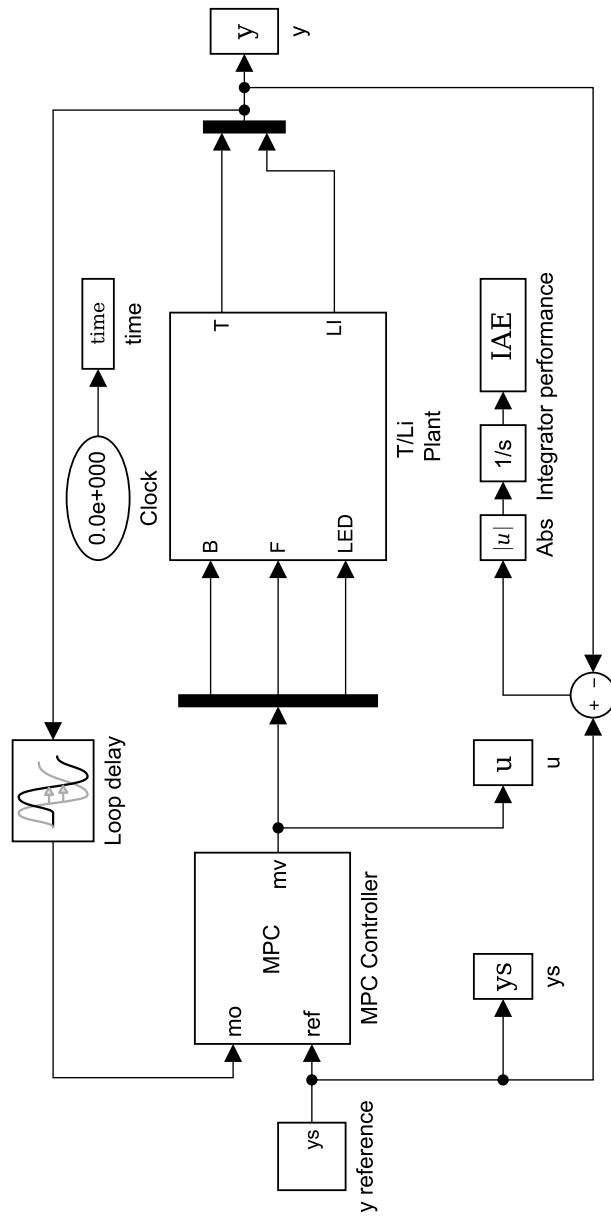 Loop delay
0.0e+000
Clock
time
time
y
y
ys
y reference
mo
ref
MPC
mv
MPC Controller
B
F
LED
T
LI
T/Li
Plant
ys
ys
u
u
+
−
|u|
Abs
1/s
Integrator
IAE
performance